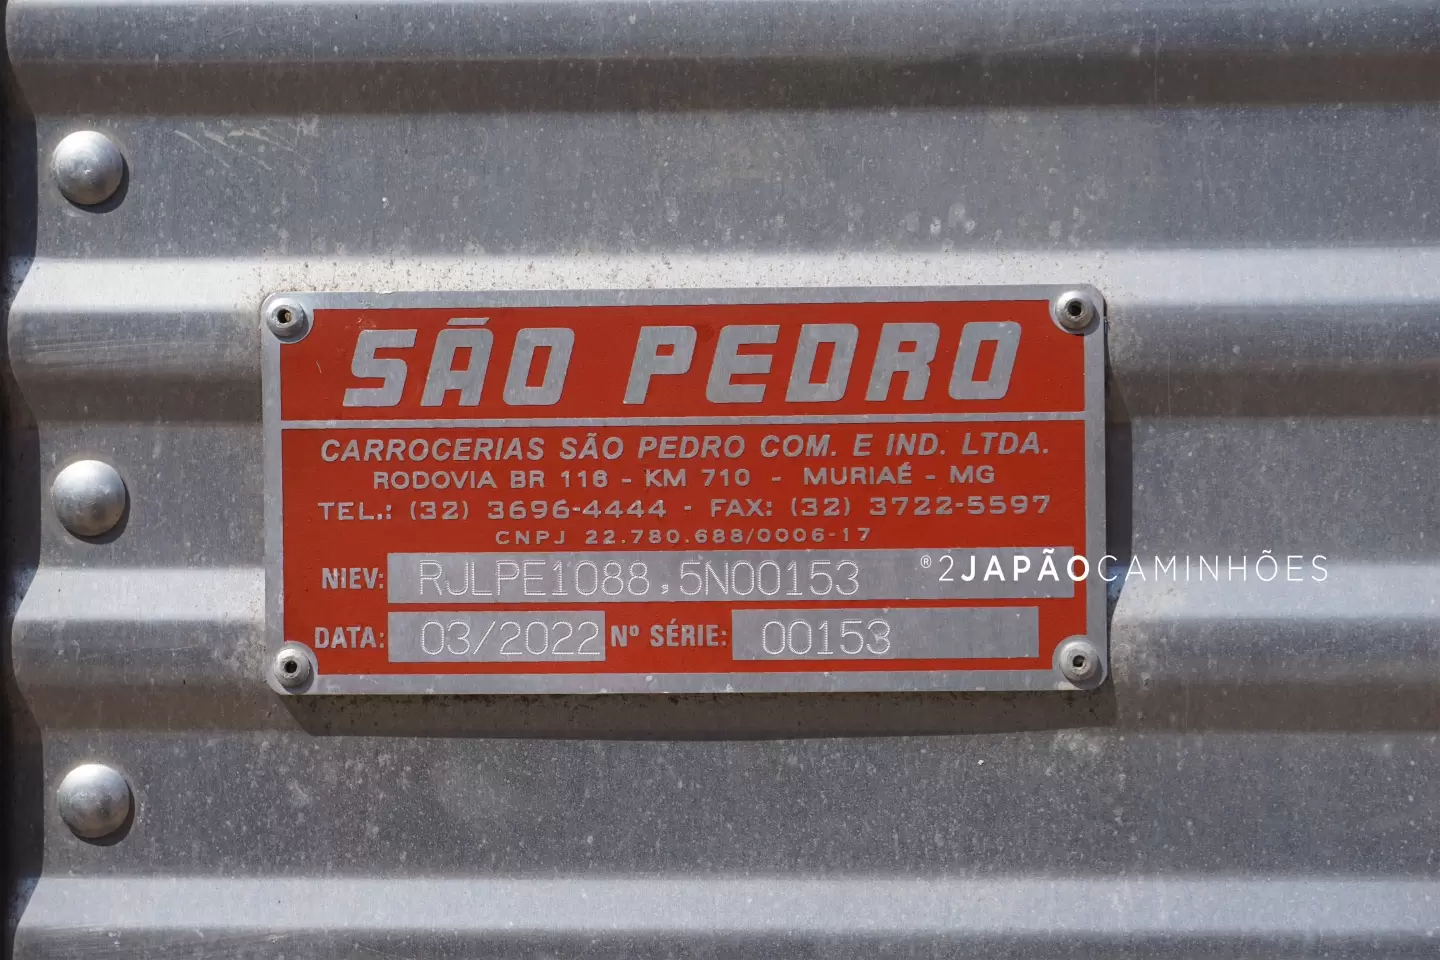 SÃO PEDRO
CARROCERIAS SÃO PEDRO COM. E IND. LTDA.
RODOVIA BR 116 - KM 710 - MURIAÉ - MG
TEL.: (32) 3696-4444 - FAX: (32) 3722-5597
CNPJ 22.780.688/0006-17
NIEV: RJLPE1088,5N00153
®2JAPÃOCAMINHÕES
DATA: 03/2022 Nº SÉRIE: 00153